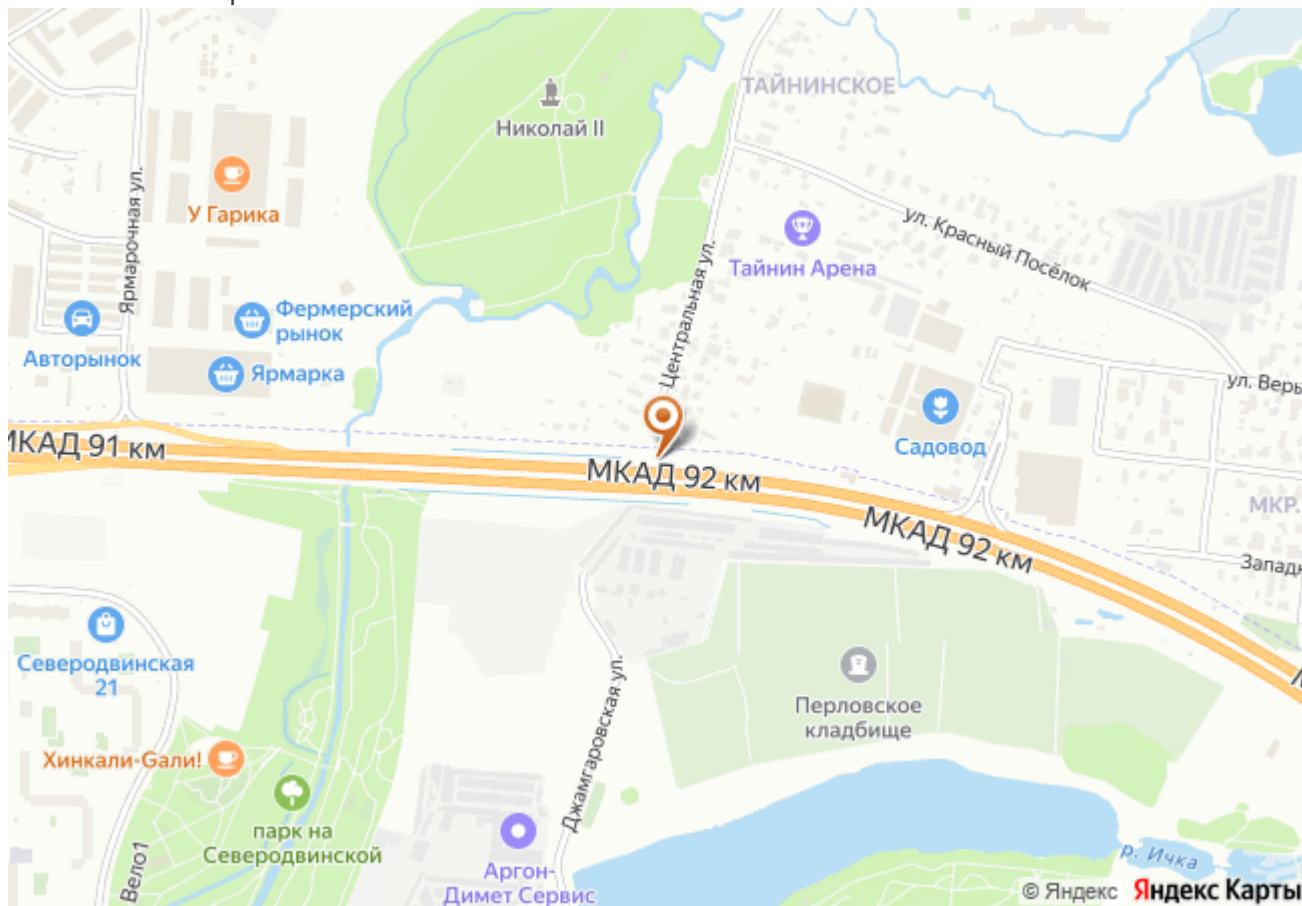 ТАЙНИНСКОЕ
Николай II
Ярмарочная ул.
У Гарика
ул. Красный Посёлок
Центральная ул.
Тайнин Арена
Фермерский
рынок
Авторынок
Ярмарка
ул. Веры
Садовод
МКАД 91 км
МКАД 92 км
МКАД 92 км
МКР.
Северодвинская
21
Перловское
кладбище
Джамгаровская ул.
Хинкали-Gали!
парк на
Северодвинской
Вело1
Аргон-
Димет Сервис
р. Ичка
© Яндекс Яндекс Карты